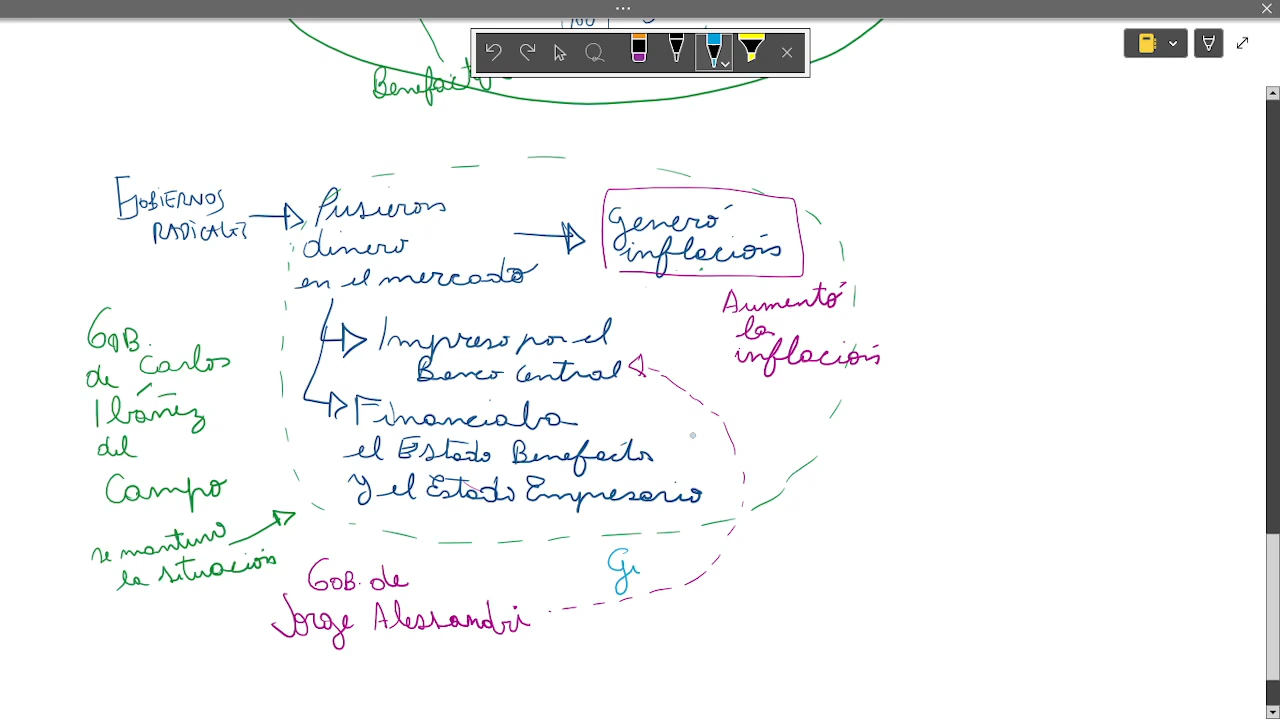 Benefacto
GOBIERNOS
RADICALES
Pusieron
dinero
en el mercado
Generó
inflación
Aumentó
la
inflación
Impreso por el
Banco Central
Financiaba
el Estado Benefactor
y el Estado Empresario
GOB.
de Carlos
Ibáñez
del
Campo
se mantuvo
la situación
GOB. de
Jorge Alessandri